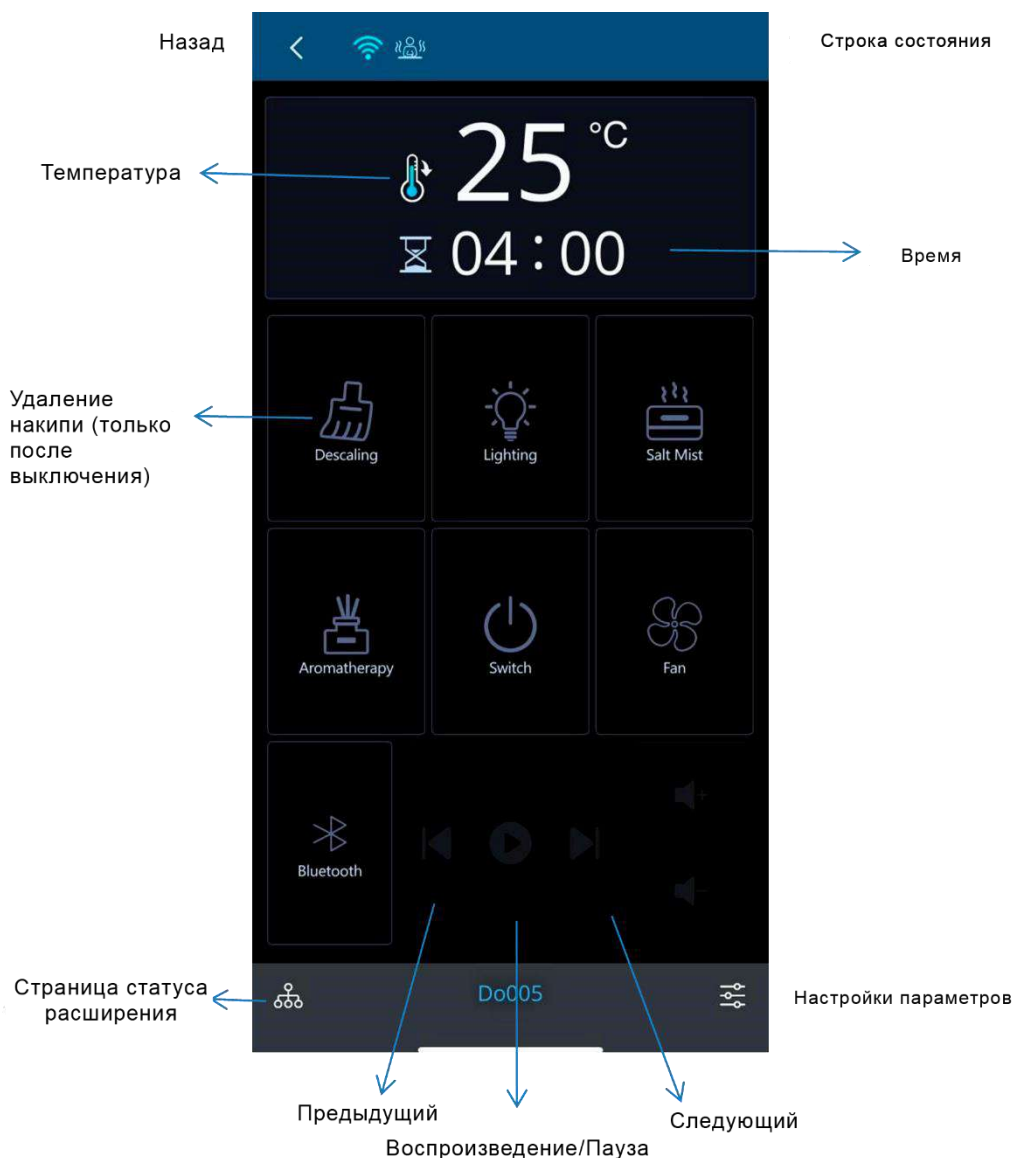 Назад
Строка состояния
25 °C
Температура
04 : 00
Время
Удаление
накипи (только
после
выключения)
Descaling
Lighting
Salt Mist
Aromatherapy
Switch
Fan
Bluetooth
Страница статуса
расширения
Do005
Настройки параметров
Предыдущий
Следующий
Воспроизведение/Пауза